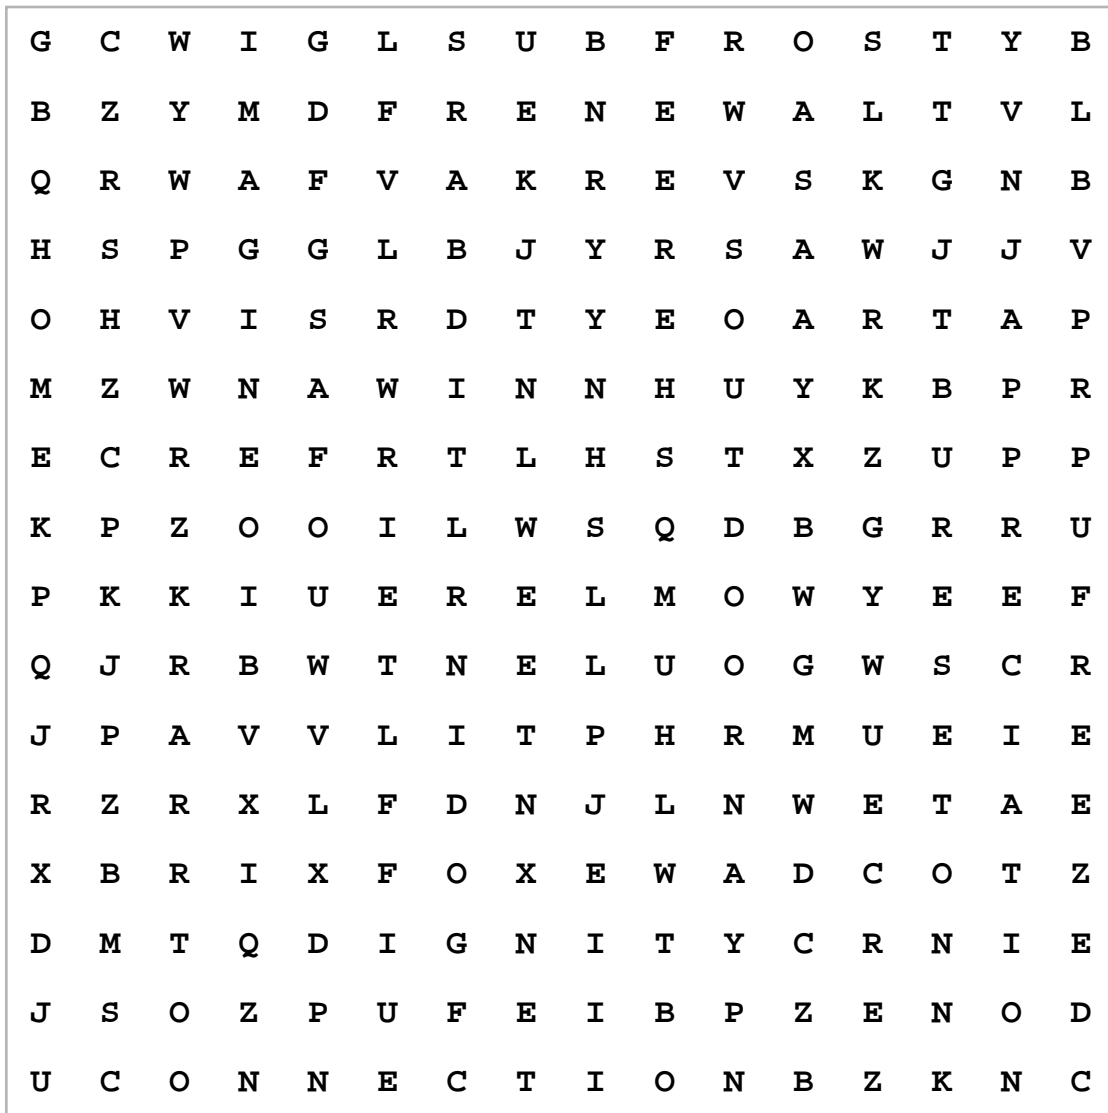 G C W I G L S U B F R O S T Y B
B Z Y M D F R E N E W A L T V L
Q R W A F V A K R E V S K G N B
H S P G G L B J Y R S A W J J V
O H V I S R D T Y E O A R T A P
M Z W N A W I N N H U Y K B P R
E C R E F R T L H S T X Z U P P
K P Z O O I L W S Q D B G R R U
P K K I U E R E L M O W Y E E F
Q J R B W T N E L U O G W S C R
J P A V V L I T P H R M U E I E
R Z R X L F D N J L N W E T A E
X B R I X F O X E W A D C O T Z
D M T Q D I G N I T Y C R N I E
J S O Z P U F E I B P Z E N O D
U C O N N E C T I O N B Z K N C